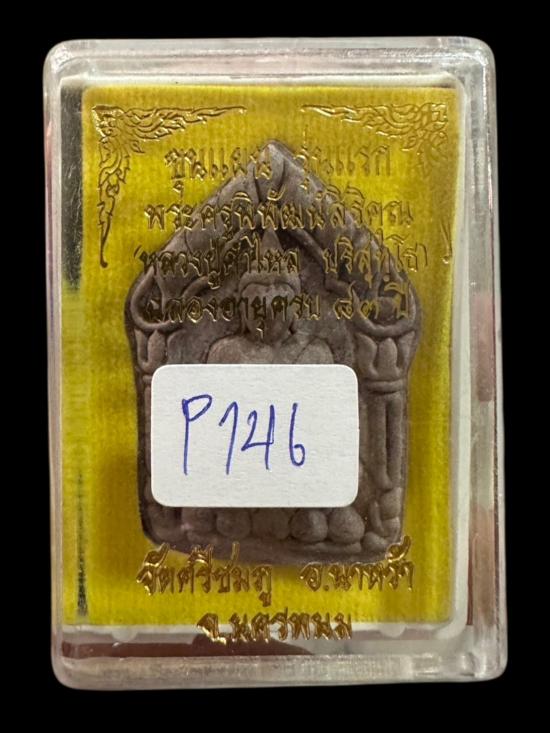 ขุนแผน รุ่นแรก
พระครูพิพัฒน์สิริคุณ
(หลวงปู่คำไหล ปริสุทโธ)
ฉลองอายุครบ ๘๓ ปี
P746
วัดศรีชมภู อ.นาหว้า
จ.นครพนม